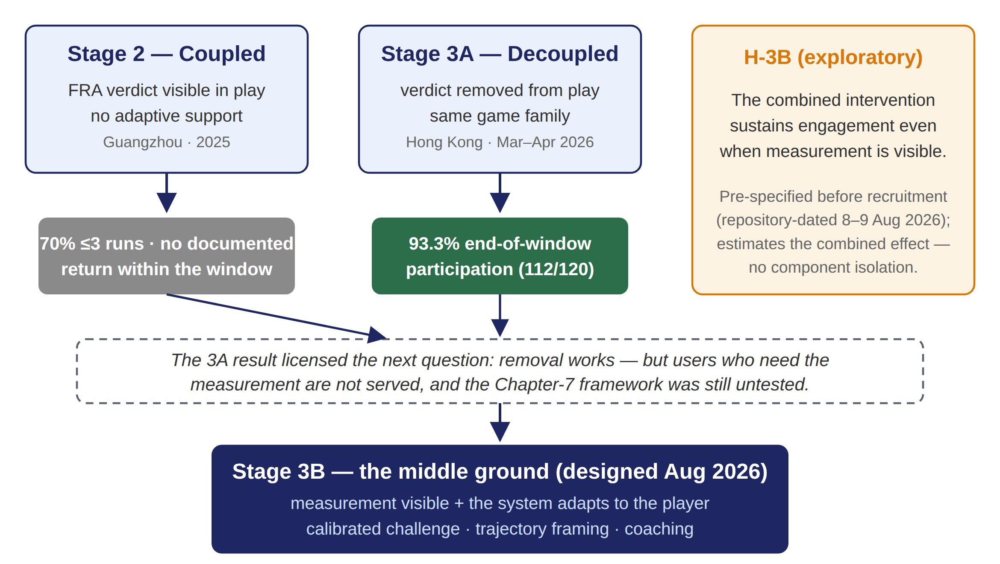 Stage 2 — Coupled
FRA verdict visible in play
no adaptive support
Guangzhou · 2025
Stage 3A — Decoupled
verdict removed from play
same game family
Hong Kong · Mar–Apr 2026
H-3B (exploratory)
The combined intervention
sustains engagement even
when measurement is visible.
Pre-specified before recruitment
(repository-dated 8–9 Aug 2026);
estimates the combined effect —
no component isolation.
70% ≤3 runs · no documented
return within the window
93.3% end-of-window
participation (112/120)
The 3A result licensed the next question: removal works — but users who need the
measurement are not served, and the Chapter-7 framework was still untested.
Stage 3B — the middle ground (designed Aug 2026)
measurement visible + the system adapts to the player
calibrated challenge · trajectory framing · coaching